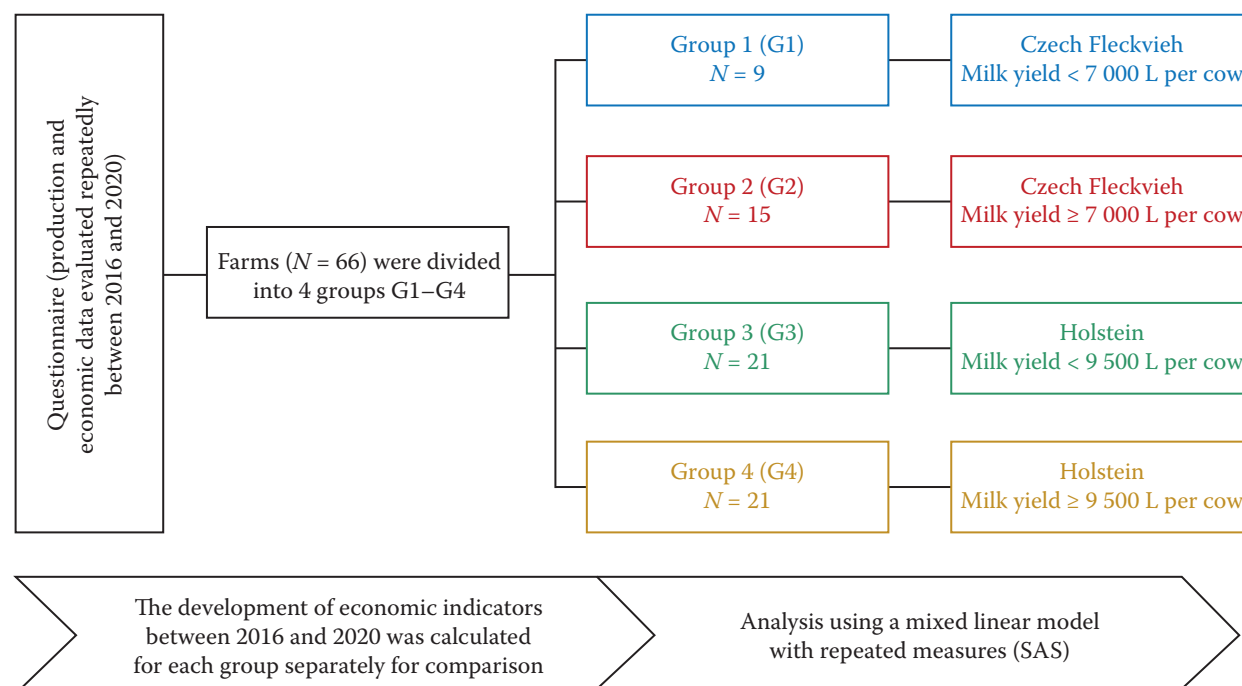 Questionnaire (production and
economic data evaluated repeatedly
between 2016 and 2020)
Farms (N = 66) were divided
into 4 groups G1–G4
Group 1 (G1)
N = 9
Czech Fleckvieh
Milk yield < 7 000 L per cow
Group 2 (G2)
N = 15
Czech Fleckvieh
Milk yield ≥ 7 000 L per cow
Group 3 (G3)
N = 21
Holstein
Milk yield < 9 500 L per cow
Group 4 (G4)
N = 21
Holstein
Milk yield ≥ 9 500 L per cow
The development of economic indicators
between 2016 and 2020 was calculated
for each group separately for comparison
Analysis using a mixed linear model
with repeated measures (SAS)